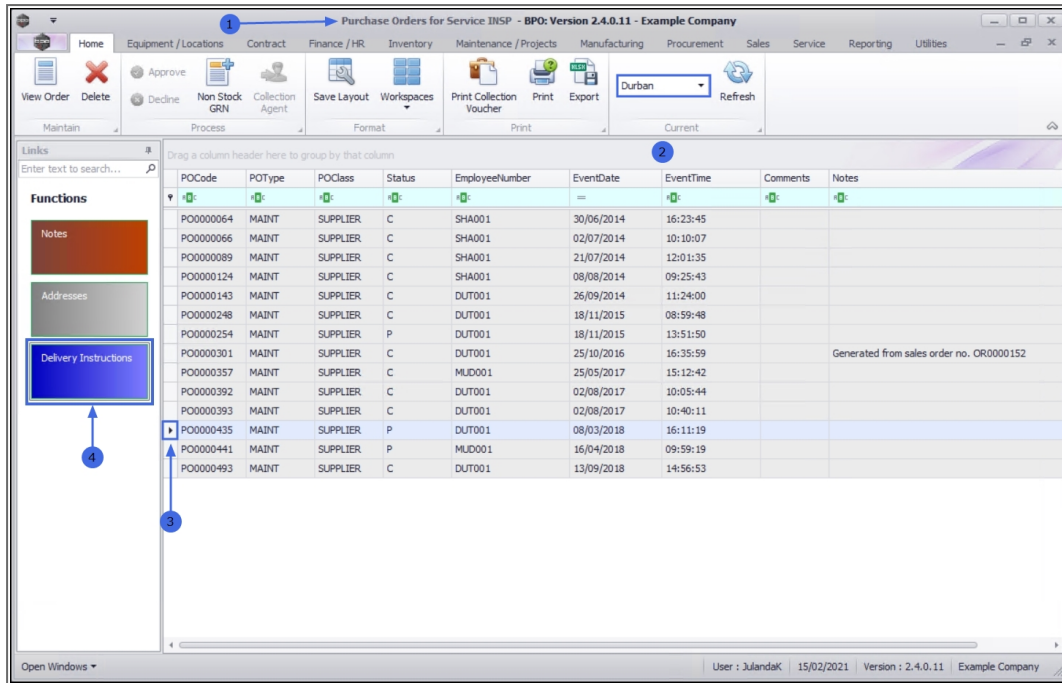 1
Purchase Orders for Service INSP - BPO: Version 2.4.0.11 - Example Company
Home Equipment / Locations Contract Finance / HR Inventory Maintenance / Projects Manufacturing Procurement Sales Service Reporting Utilities
View Order Delete Approve Decline Non Stock GRN Collection Agent Save Layout Workspaces Print Collection Voucher Print Export Durban Refresh
Maintain Process Format Print Current
2
Links
Enter text to search...
Functions
Notes
Addresses
Delivery Instructions
4
Drag a column header here to group by that column
POCode POType POClass Status EmployeeNumber EventDate EventTime Comments Notes
PO0000064 MAINT SUPPLIER C SHA001 30/06/2014 16:23:45
PO0000066 MAINT SUPPLIER C SHA001 02/07/2014 10:10:07
PO0000089 MAINT SUPPLIER C SHA001 21/07/2014 12:01:35
PO0000124 MAINT SUPPLIER C SHA001 08/08/2014 09:25:43
PO0000143 MAINT SUPPLIER C DUT001 26/09/2014 11:24:00
PO0000248 MAINT SUPPLIER C DUT001 18/11/2015 08:59:48
PO0000254 MAINT SUPPLIER P DUT001 18/11/2015 13:51:50
PO0000301 MAINT SUPPLIER C DUT001 25/10/2016 16:35:59 Generated from sales order no. OR0000152
PO0000357 MAINT SUPPLIER C MUD001 25/05/2017 15:12:42
PO0000392 MAINT SUPPLIER C DUT001 02/08/2017 10:05:44
PO0000393 MAINT SUPPLIER C DUT001 02/08/2017 10:40:11
PO0000435 MAINT SUPPLIER P DUT001 08/03/2018 16:11:19
PO0000441 MAINT SUPPLIER P MUD001 16/04/2018 09:59:19
PO0000493 MAINT SUPPLIER C DUT001 13/09/2018 14:56:53
3
Open Windows
User : JulandaK 15/02/2021 Version : 2.4.0.11 Example Company